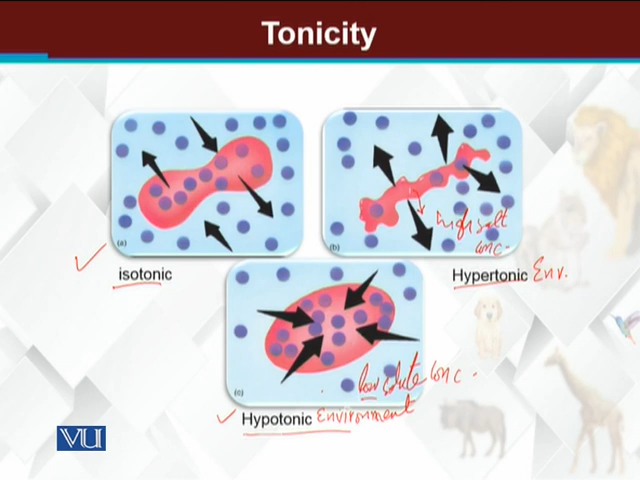 Tonicity
(a)
(b)
high salt
conc.
isotonic
Hypertonic Env.
(c)
low solute conc.
Hypotonic Environment
VU